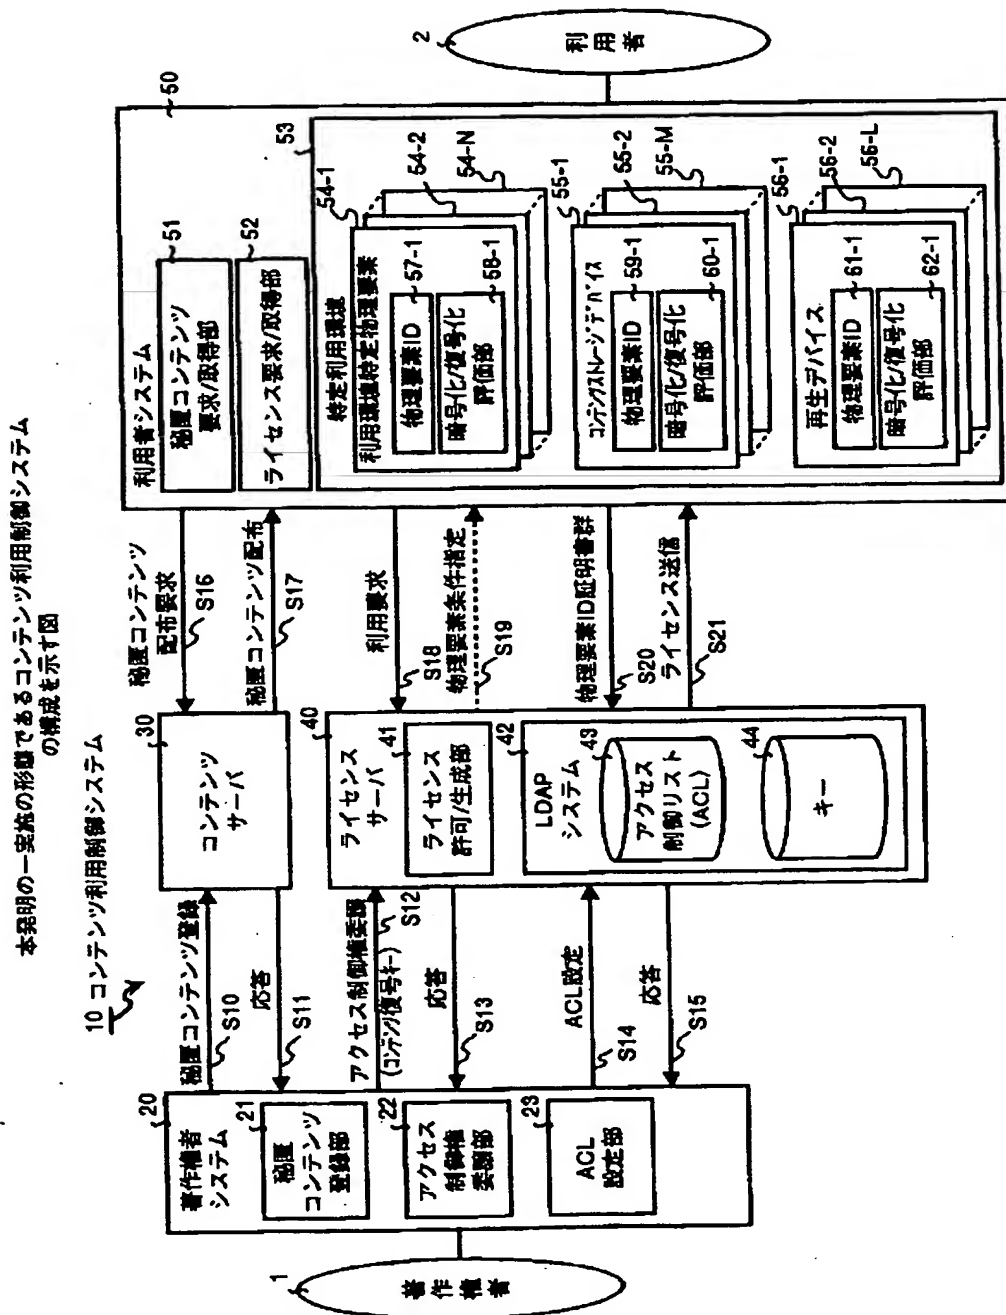 本発明の一実施の形態であるコンテンツ利用制御システム
の構成を示す図
10 コンテンツ利用制御システム
1
著作権者
20
著作権者
システム
21
秘匿
コンテンツ
登録部
22
アクセス
制御権
委譲部
23
ACL
設定部
秘匿コンテンツ登録
S10
応答
S11
アクセス制御権委譲
(コンテンツ復号キー)
S12
応答
S13
ACL設定
S14
応答
S15
30
コンテンツ
サーバ
40
ライセンス
サーバ
41
ライセンス
許可/生成部
42
LDAP
システム
43
アクセス
制御リスト
(ACL)
44
キー
秘匿コンテンツ
配布要求
S16
秘匿コンテンツ配布
S17
利用要求
S18
物理要素条件指定
S19
物理要素ID証明書群
S20
ライセンス送信
S21
50
利用者システム
51
秘匿コンテンツ
要求/取得部
52
ライセンス要求/取得部
53
特定利用環境
利用環境特定物理要素
54-1
54-2
54-N
物理要素ID
57-1
暗号化/復号化
評価部
58-1
コンテンツストレージデバイス
55-1
55-2
55-M
物理要素ID
59-1
暗号化/復号化
評価部
60-1
再生デバイス
56-1
56-2
56-L
物理要素ID
61-1
暗号化/復号化
評価部
62-1
2
利用者